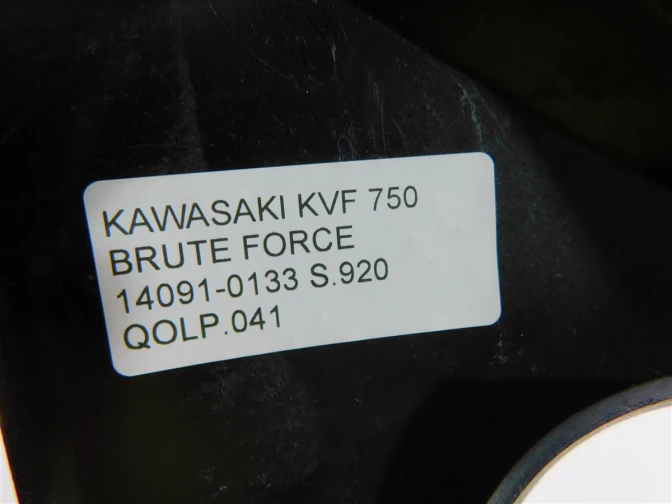 KAWASAKI KVF 750
BRUTE FORCE
14091-0133 S.920
QOLP.041